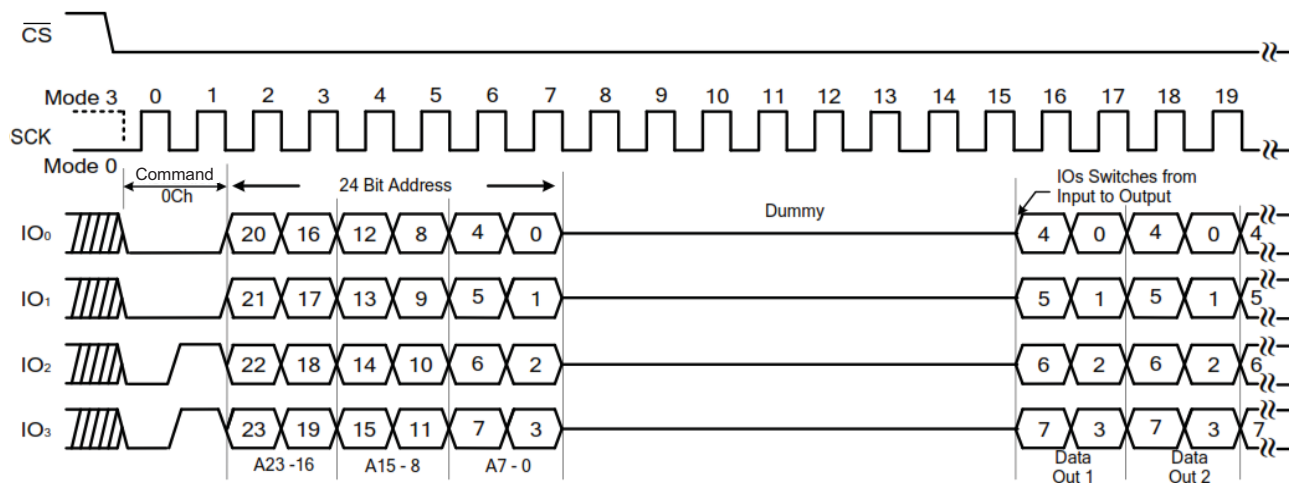 CS
Mode 3 0 1 2 3 4 5 6 7 8 9 10 11 12 13 14 15 16 17 18 19
SCK
Mode 0
Command
0Ch
24 Bit Address
Dummy
IOs Switches from
Input to Output
IO₀ 20 16 12 8 4 0 4 0 4 0 4
IO₁ 21 17 13 9 5 1 5 1 5 1 5
IO₂ 22 18 14 10 6 2 6 2 6 2 6
IO₃ 23 19 15 11 7 3 7 3 7 3 7
A23 -16 A15 - 8 A7 - 0
Data
Out 1
Data
Out 2